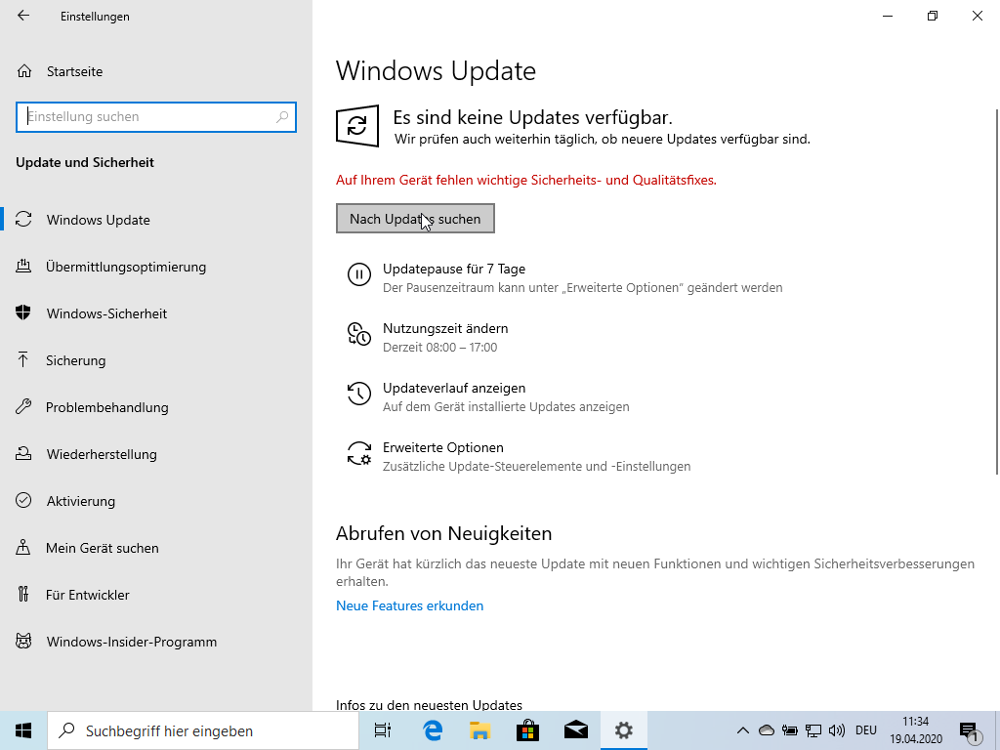 Einstellungen
Startseite
Einstellung suchen
Update und Sicherheit
Windows Update
Übermittlungsoptimierung
Windows-Sicherheit
Sicherung
Problembehandlung
Wiederherstellung
Aktivierung
Mein Gerät suchen
Für Entwickler
Windows-Insider-Programm
Windows Update
Es sind keine Updates verfügbar.
Wir prüfen auch weiterhin täglich, ob neuere Updates verfügbar sind.
Auf Ihrem Gerät fehlen wichtige Sicherheits- und Qualitätsfixes.
Nach Updates suchen
Updatepause für 7 Tage
Der Pausenzeitraum kann unter „Erweiterte Optionen“ geändert werden
Nutzungszeit ändern
Derzeit 08:00 – 17:00
Updateverlauf anzeigen
Auf dem Gerät installierte Updates anzeigen
Erweiterte Optionen
Zusätzliche Update-Steuerelemente und -Einstellungen
Abrufen von Neuigkeiten
Ihr Gerät hat kürzlich das neueste Update mit neuen Funktionen und wichtigen Sicherheitsverbesserungen
erhalten.
Neue Features erkunden
Infos zu den neuesten Updates
Suchbegriff hier eingeben
DEU
11:34
19.04.2020
1